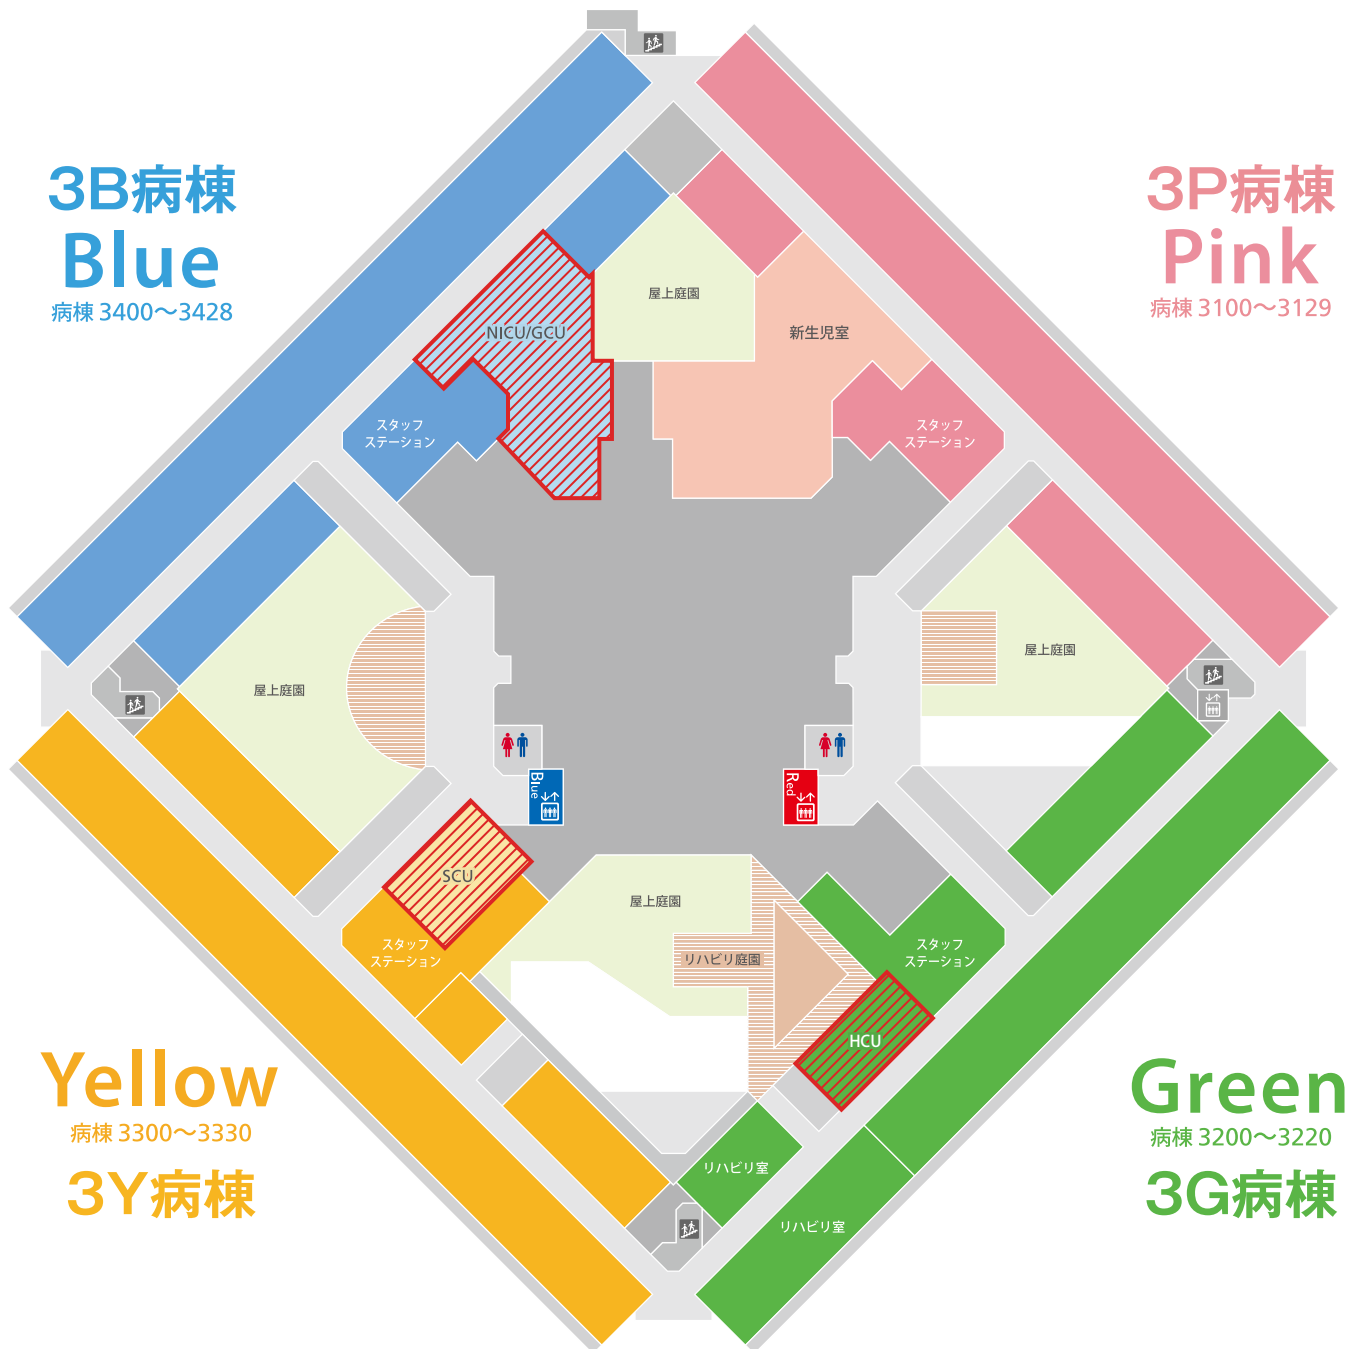 3B病棟
Blue
病棟 3400～3428
3P病棟
Pink
病棟 3100～3129
屋上庭園
NICU/GCU
新生児室
スタッフ
ステーション
スタッフ
ステーション
屋上庭園
屋上庭園
Blue
Red
SCU
屋上庭園
スタッフ
ステーション
リハビリ庭園
スタッフ
ステーション
HCU
リハビリ室
リハビリ室
Yellow
病棟 3300～3330
3Y病棟
Green
病棟 3200～3220
3G病棟